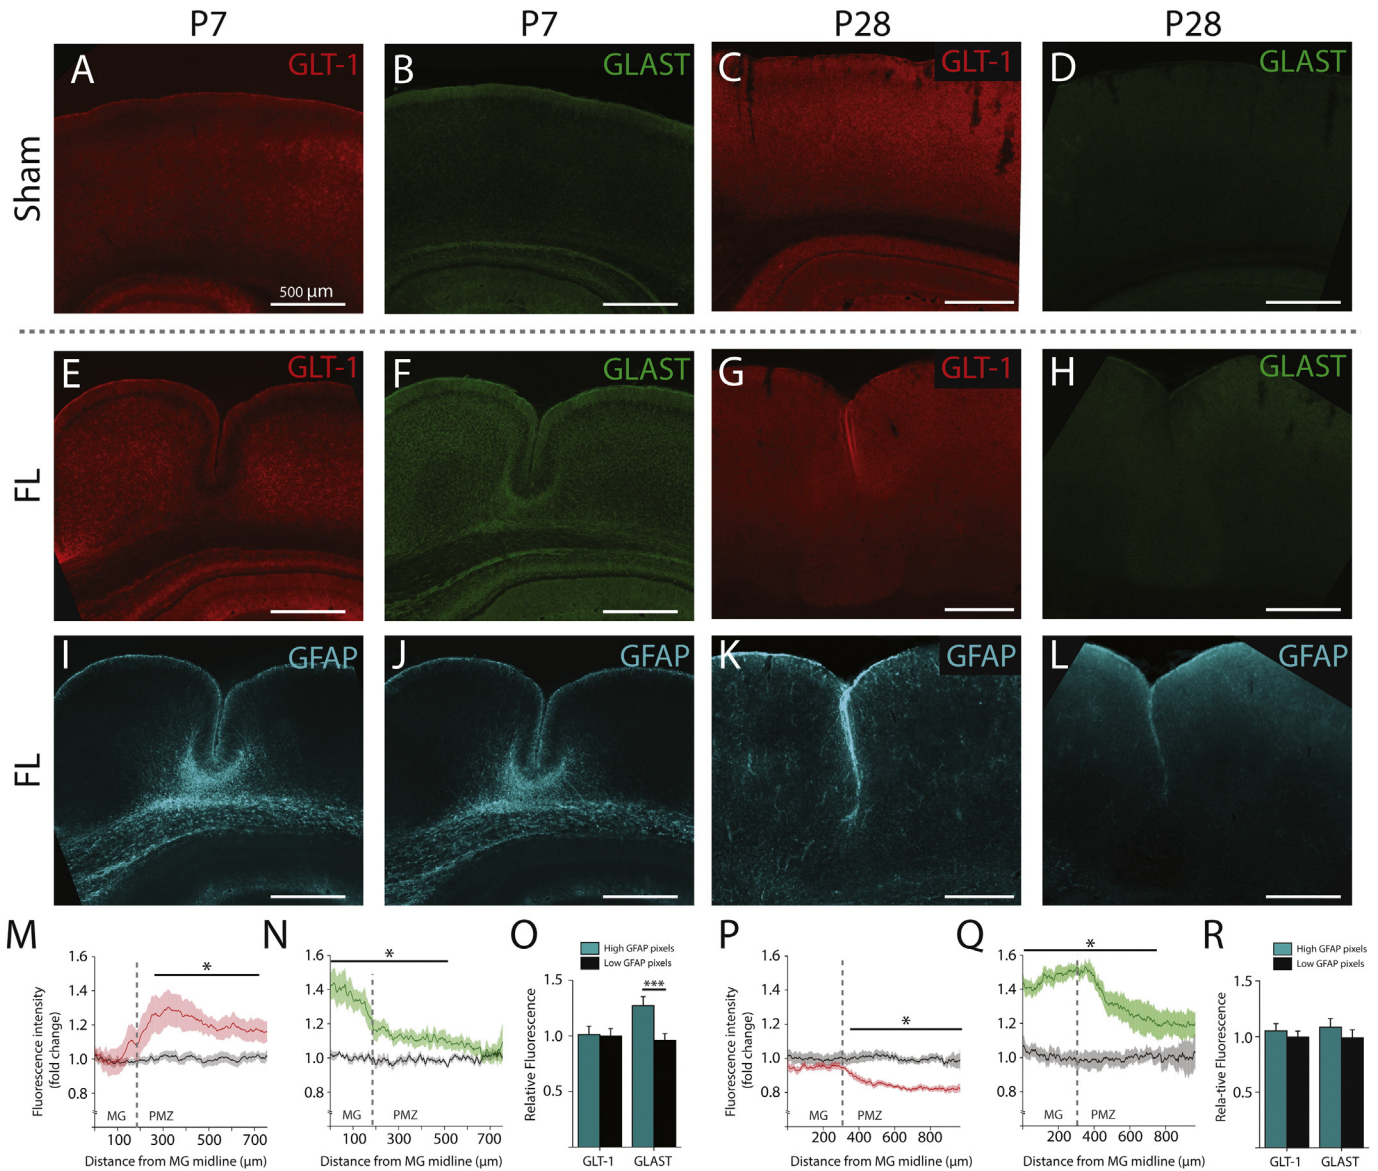 P7 P7 P28 P28
Sham
A GLT-1
500 µm
B GLAST
C GLT-1
D GLAST
FL
E GLT-1
F GLAST
G GLT-1
H GLAST
FL
I GFAP
J GFAP
K GFAP
L GFAP
M
Fluorescence intensity
(fold change)
1.6
1.4
1.2
1.0
0.8
*
MG PMZ
100 300 500 700
Distance from MG midline (µm)
N
1.6
1.4
1.2
1.0
0.8
*
MG PMZ
100 300 500 700
Distance from MG midline (µm)
O
High GFAP pixels
Low GFAP pixels
Relative Fluorescence
1.5
1.0
0.5
***
GLT-1 GLAST
P
Fluorescence intensity
(fold change)
1.6
1.4
1.2
1.0
0.8
*
MG PMZ
200 400 600 800
Distance from MG midline (µm)
Q
1.6
1.4
1.2
1.0
0.8
*
MG PMZ
200 400 600 800
Distance from MG midline (µm)
R
High GFAP pixels
Low GFAP pixels
Rela-tive Fluorescence
1.5
1.0
0.5
GLT-1 GLAST